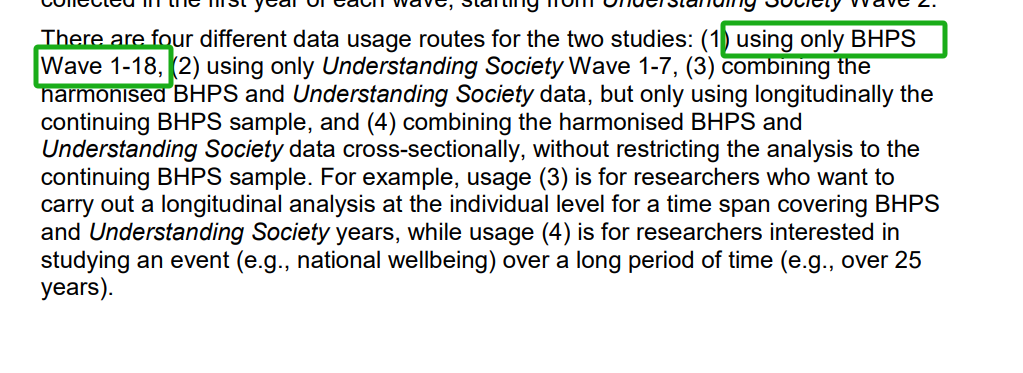 collected in the first year of each wave, starting from Understanding Society Wave 2.
There are four different data usage routes for the two studies: (1) using only BHPS
Wave 1-18, (2) using only Understanding Society Wave 1-7, (3) combining the
harmonised BHPS and Understanding Society data, but only using longitudinally the
continuing BHPS sample, and (4) combining the harmonised BHPS and
Understanding Society data cross-sectionally, without restricting the analysis to the
continuing BHPS sample. For example, usage (3) is for researchers who want to
carry out a longitudinal analysis at the individual level for a time span covering BHPS
and Understanding Society years, while usage (4) is for researchers interested in
studying an event (e.g., national wellbeing) over a long period of time (e.g., over 25
years).